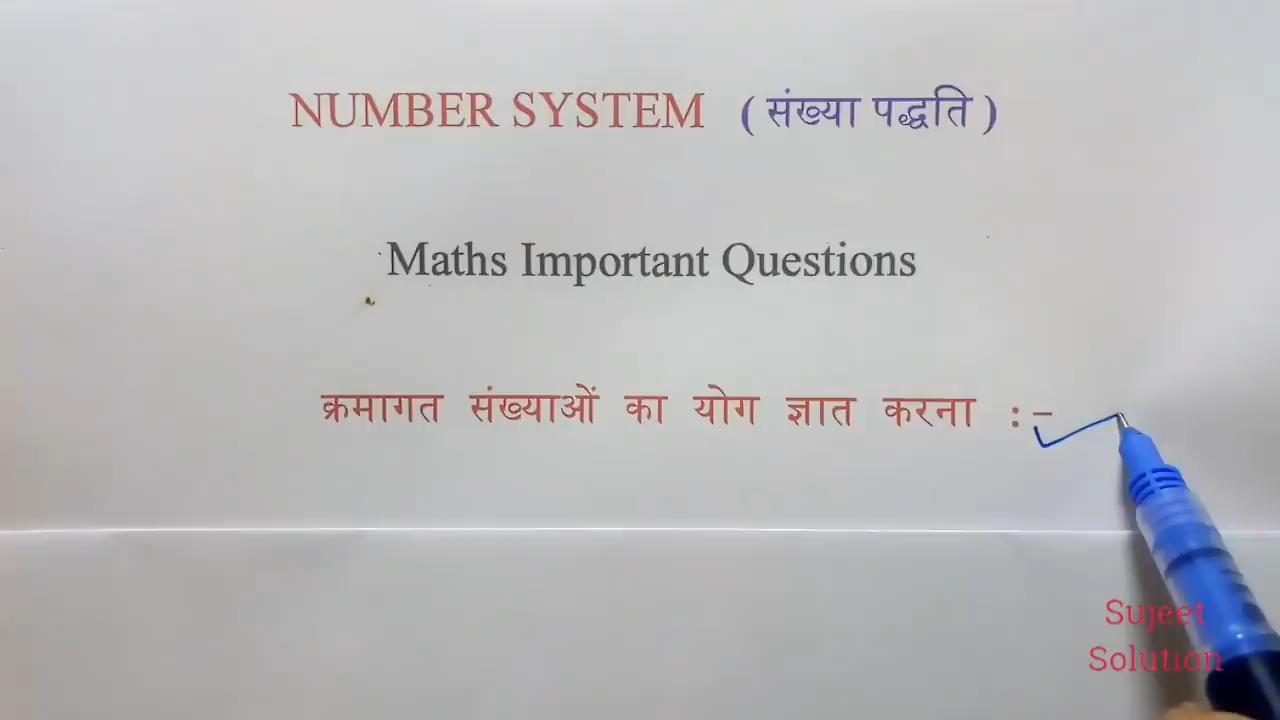 NUMBER SYSTEM ( संख्या पद्धति )
Maths Important Questions
क्रमागत संख्याओं का योग ज्ञात करना :-
Sujeet
Solution